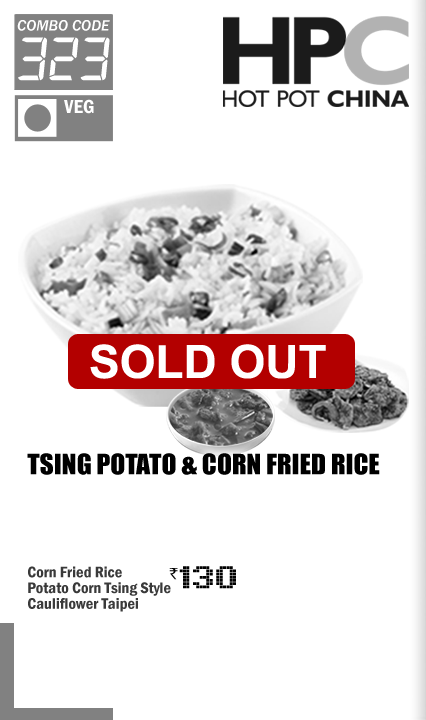 COMBO CODE
323
VEG
HPC
HOT POT CHINA
SOLD OUT
TSING POTATO & CORN FRIED RICE
Corn Fried Rice
Potato Corn Tsing Style
Cauliflower Taipei
₹130